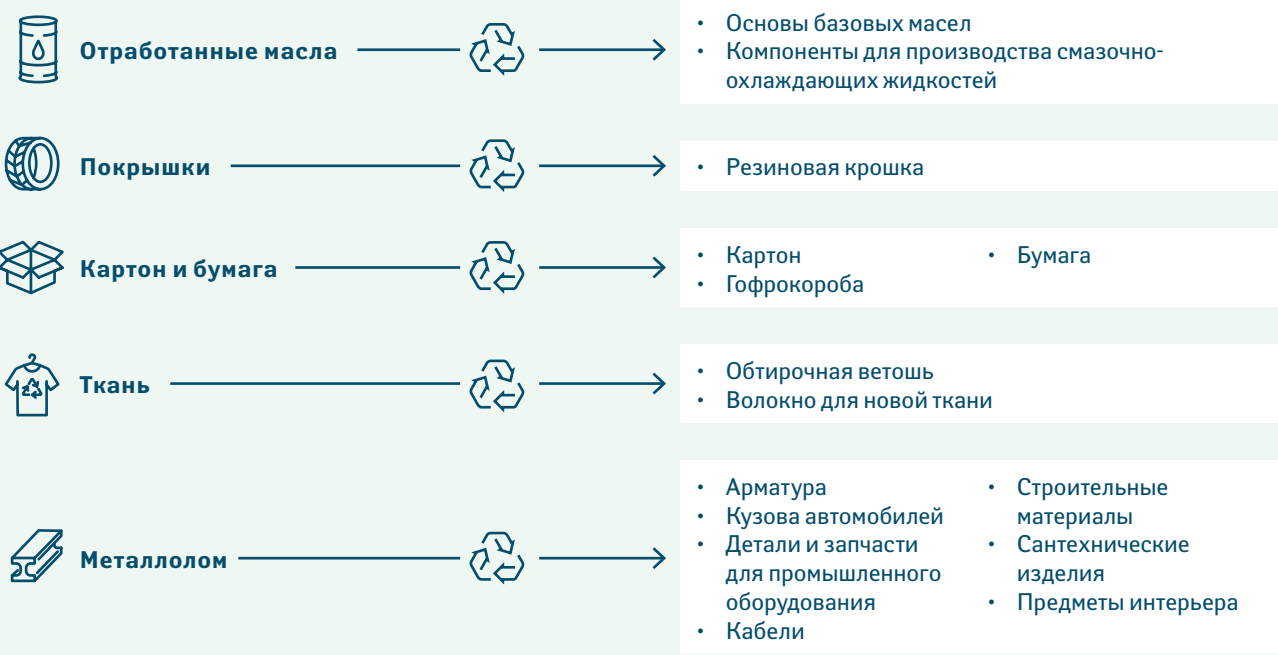 Отработанные масла
• Основы базовых масел
• Компоненты для производства смазочно-
охлаждающих жидкостей
Покрышки
• Резиновая крошка
Картон и бумага
• Картон
• Гофрокороба
• Бумага
Ткань
• Обтирочная ветошь
• Волокно для новой ткани
Металлолом
• Арматура
• Кузова автомобилей
• Детали и запчасти
для промышленного
оборудования
• Кабели
• Строительные
материалы
• Сантехнические
изделия
• Предметы интерьера